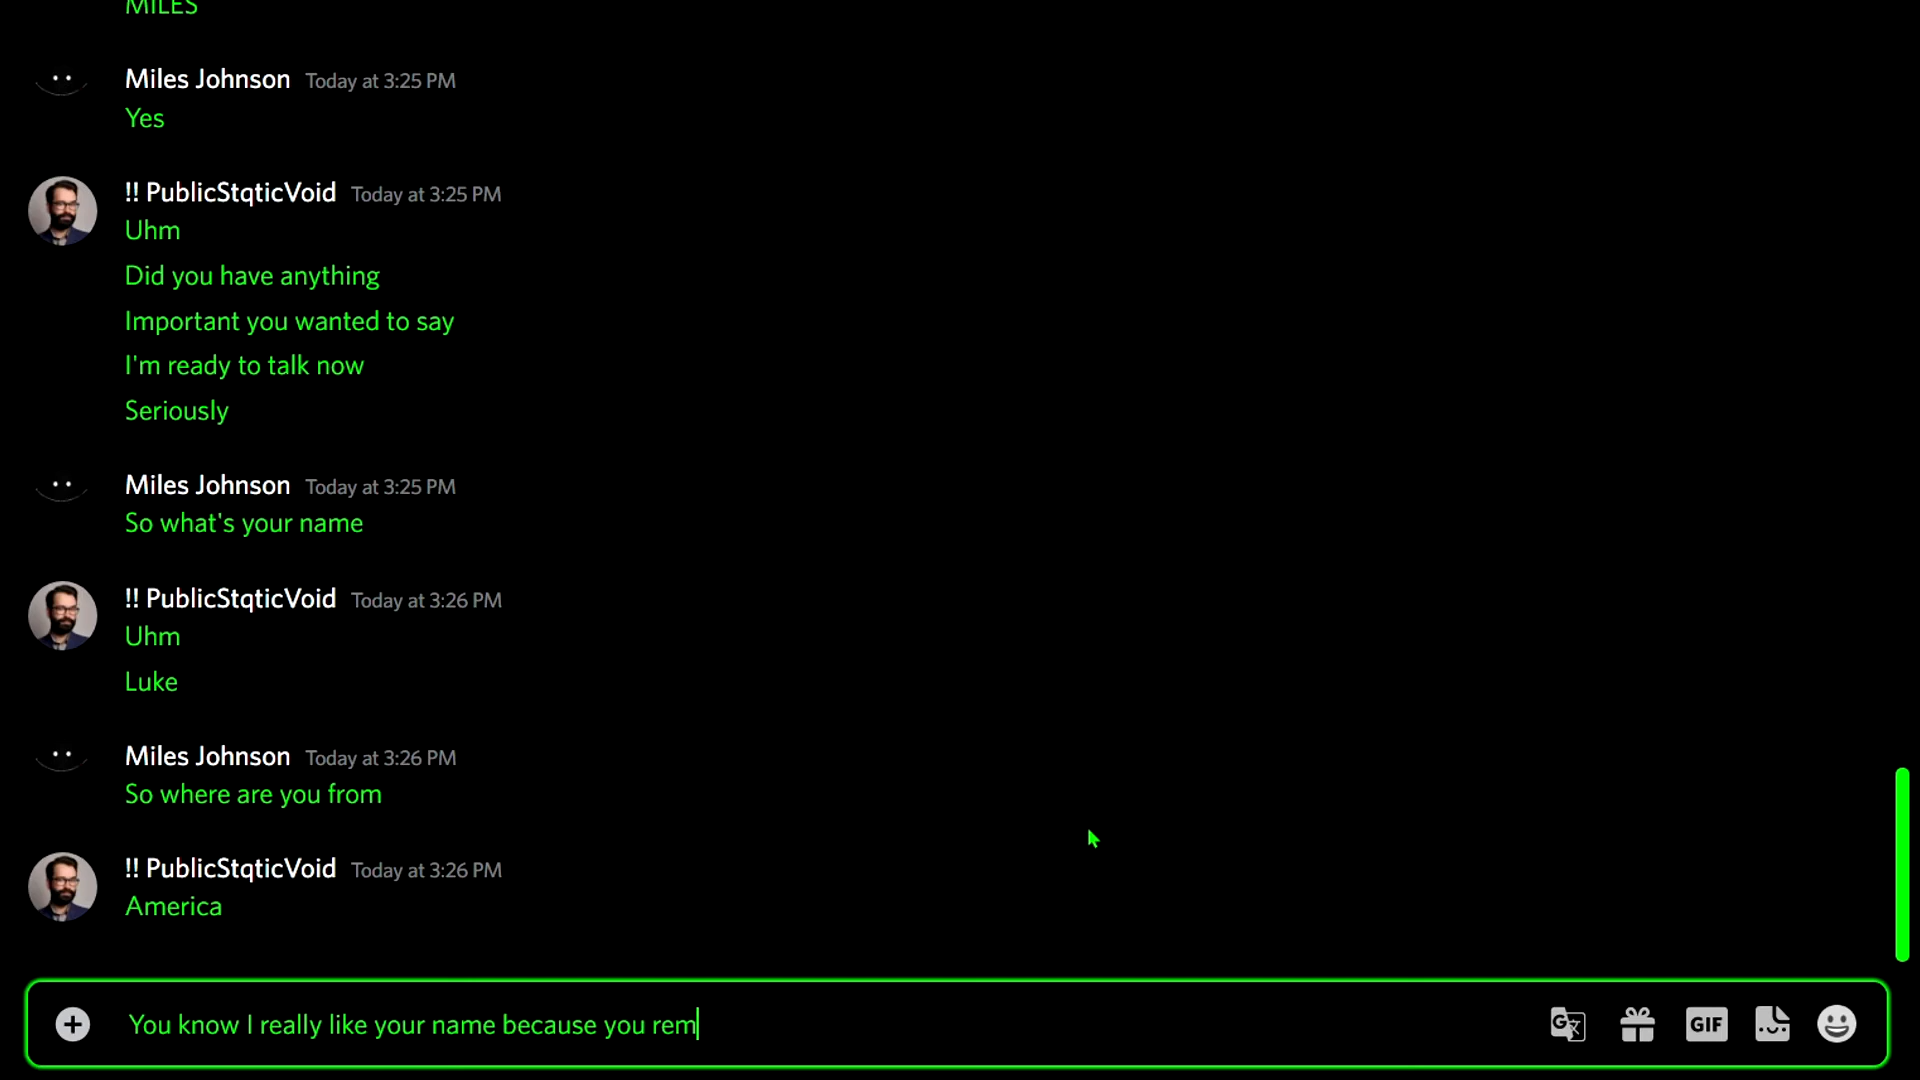 MILES
Miles Johnson Today at 3:25 PM
Yes
!! PublicStqticVoid Today at 3:25 PM
Uhm
Did you have anything
Important you wanted to say
I'm ready to talk now
Seriously
Miles Johnson Today at 3:25 PM
So what's your name
!! PublicStqticVoid Today at 3:26 PM
Uhm
Luke
Miles Johnson Today at 3:26 PM
So where are you from
!! PublicStqticVoid Today at 3:26 PM
America
You know I really like your name because you rem
GIF